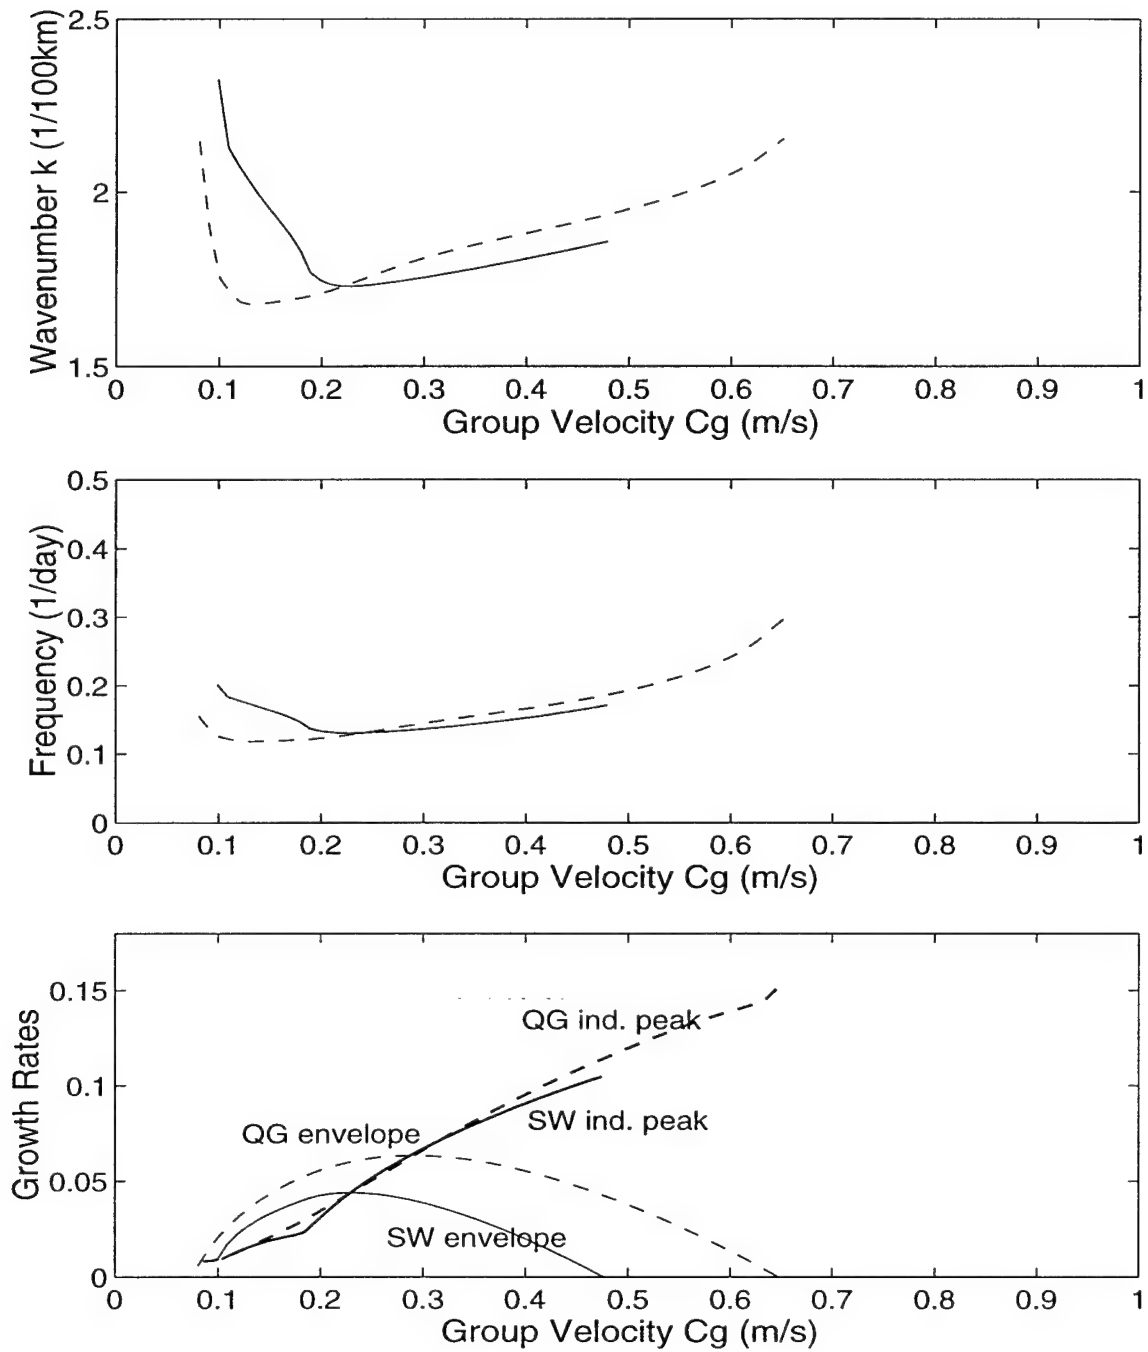 2.5
2
1.5
Wavenumber k (1/100km)
0 0.1 0.2 0.3 0.4 0.5 0.6 0.7 0.8 0.9 1
Group Velocity Cg (m/s)
0.5
0.4
0.3
0.2
0.1
0
Frequency (1/day)
0 0.1 0.2 0.3 0.4 0.5 0.6 0.7 0.8 0.9 1
Group Velocity Cg (m/s)
0.15
0.1
0.05
0
Growth Rates
QG ind. peak
SW ind. peak
QG envelope
SW envelope
0 0.1 0.2 0.3 0.4 0.5 0.6 0.7 0.8 0.9 1
Group Velocity Cg (m/s)